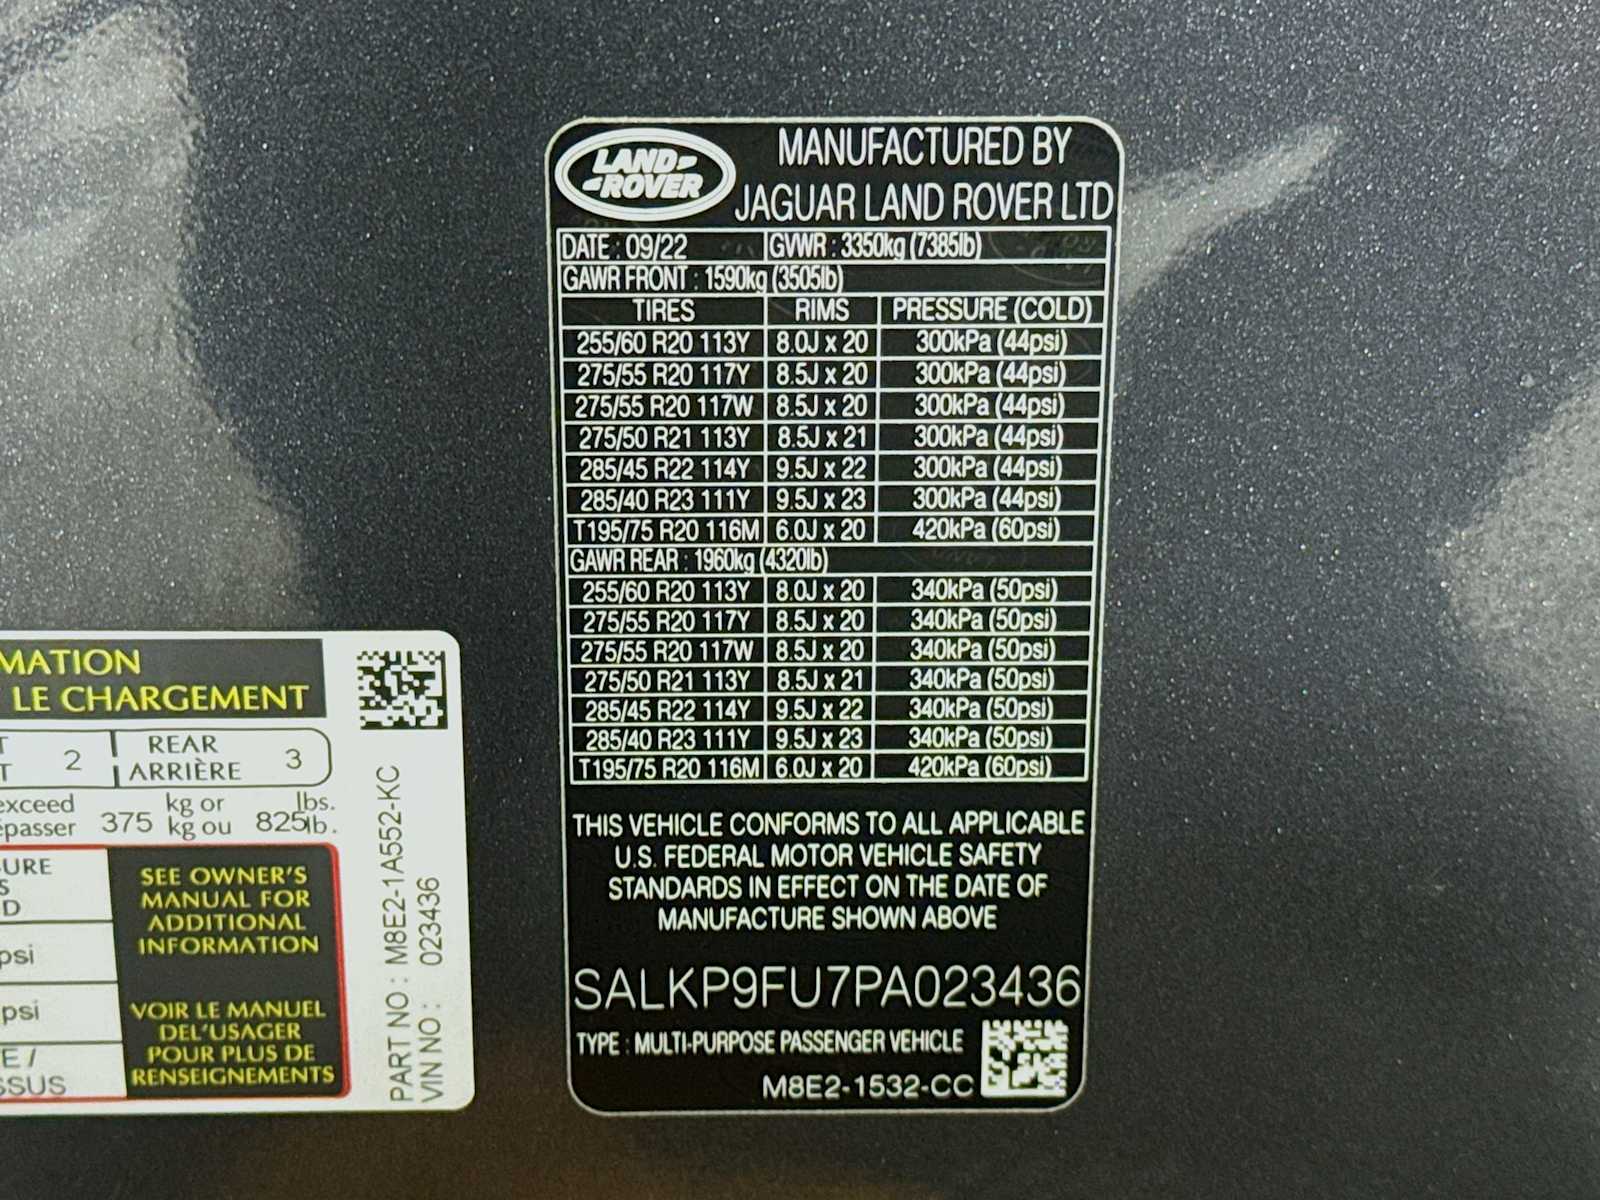 LAND-
-ROVER
MANUFACTURED BY
JAGUAR LAND ROVER LTD
DATE : 09/22 GVWR : 3350kg (7385lb)
GAWR FRONT : 1590kg (3505lb)
TIRES RIMS PRESSURE (COLD)
255/60 R20 113Y 8.0J x 20 300kPa (44psi)
275/55 R20 117Y 8.5J x 20 300kPa (44psi)
275/55 R20 117W 8.5J x 20 300kPa (44psi)
275/50 R21 113Y 8.5J x 21 300kPa (44psi)
285/45 R22 114Y 9.5J x 22 300kPa (44psi)
285/40 R23 111Y 9.5J x 23 300kPa (44psi)
T195/75 R20 116M 6.0J x 20 420kPa (60psi)
GAWR REAR : 1960kg (4320lb)
255/60 R20 113Y 8.0J x 20 340kPa (50psi)
275/55 R20 117Y 8.5J x 20 340kPa (50psi)
275/55 R20 117W 8.5J x 20 340kPa (50psi)
275/50 R21 113Y 8.5J x 21 340kPa (50psi)
285/45 R22 114Y 9.5J x 22 340kPa (50psi)
285/40 R23 111Y 9.5J x 23 340kPa (50psi)
T195/75 R20 116M 6.0J x 20 420kPa (60psi)
THIS VEHICLE CONFORMS TO ALL APPLICABLE
U.S. FEDERAL MOTOR VEHICLE SAFETY
STANDARDS IN EFFECT ON THE DATE OF
MANUFACTURE SHOWN ABOVE
SALKP9FU7PA023436
TYPE : MULTI-PURPOSE PASSENGER VEHICLE
M8E2-1532-CC
MATION
LE CHARGEMENT
T 2 REAR 3
T ARRIÈRE
exceed kg or lbs.
épasser 375 kg ou 825lb.
URE
S
D
psi
psi
E /
SSUS
SEE OWNER'S
MANUAL FOR
ADDITIONAL
INFORMATION
VOIR LE MANUEL
DEL'USAGER
POUR PLUS DE
RENSEIGNEMENTS
PART NO : M8E2-1A552-KC
VIN NO : 023436